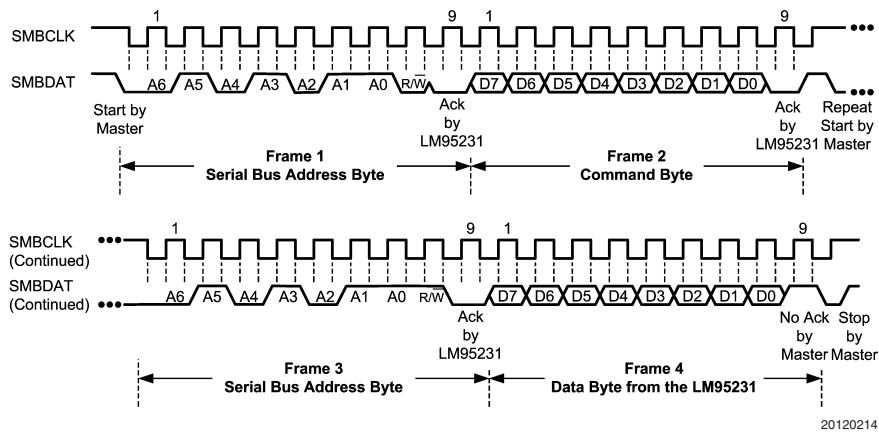 1 9 1 9
SMBCLK
SMBDAT
A6 A5 A4 A3 A2 A1 A0 R/W̅ D7 D6 D5 D4 D3 D2 D1 D0
Start by
Master
Ack
by
LM95231
Ack
by
LM95231
Repeat
Start by
Master
Frame 1
Serial Bus Address Byte
Frame 2
Command Byte
1 9 1 9
SMBCLK
(Continued)
SMBDAT
(Continued)
A6 A5 A4 A3 A2 A1 A0 R/W̅ D7 D6 D5 D4 D3 D2 D1 D0
Ack
by
LM95231
No Ack
by
Master
Stop
by
Master
Frame 3
Serial Bus Address Byte
Frame 4
Data Byte from the LM95231
20120214